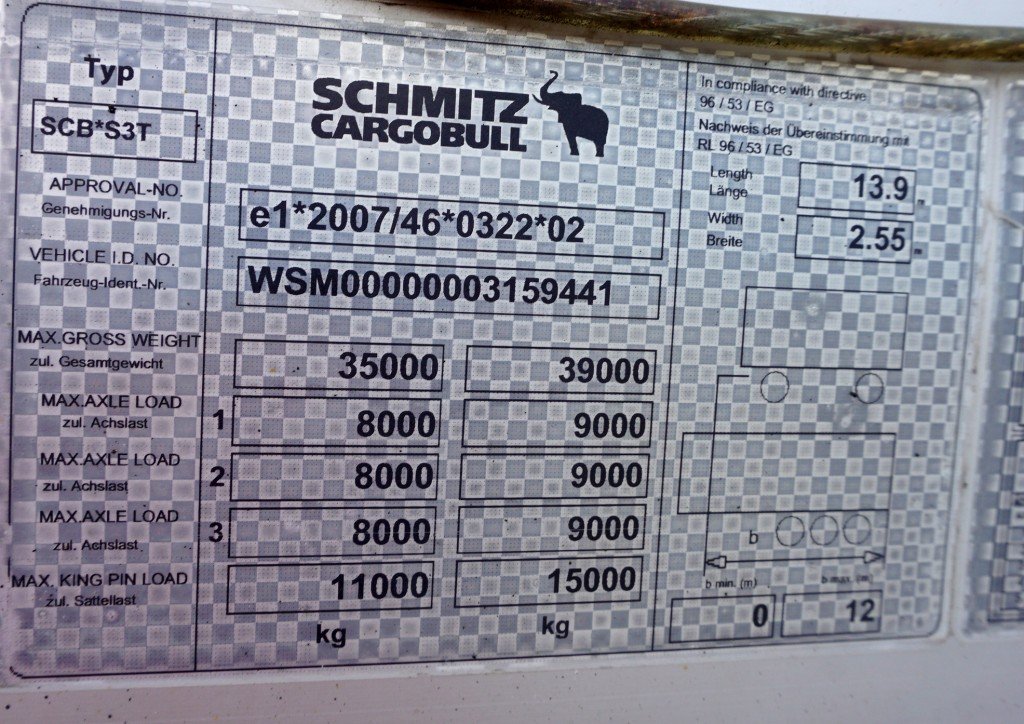 Typ
SCB*S3T
SCHMITZ
CARGOBULL
APPROVAL-NO.
Genehmigungs-Nr.
e1*2007/46*0322*02
VEHICLE I.D. NO.
Fahrzeug-Ident.-Nr.
WSM00000003159441
MAX.GROSS WEIGHT
zul. Gesamtgewicht
35000 39000
MAX.AXLE LOAD
zul. Achslast
1 8000 9000
MAX.AXLE LOAD
zul. Achslast
2 8000 9000
MAX.AXLE LOAD
zul. Achslast
3 8000 9000
MAX. KING PIN LOAD
zul. Sattellast
11000 15000
kg kg
In compliance with directive
96 / 53 / EG
Nachweis der Übereinstimmung mit
RL 96 / 53 / EG
Length
Länge
13.9 m
Width
Breite
2.55 m
b
b min. (m) b max. (m)
0 12